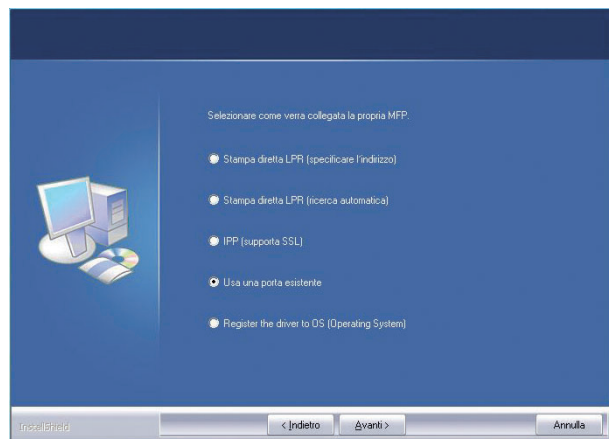 Selezionare come verra collegata la propria MFP.
Stampa diretta LPR (specificare l'indirizzo)
Stampa diretta LPR (ricerca automatica)
IPP (supporta SSL)
Usa una porta esistente
Register the driver to OS (Operating System)
InstallShield
< Indietro
Avanti >
Annulla